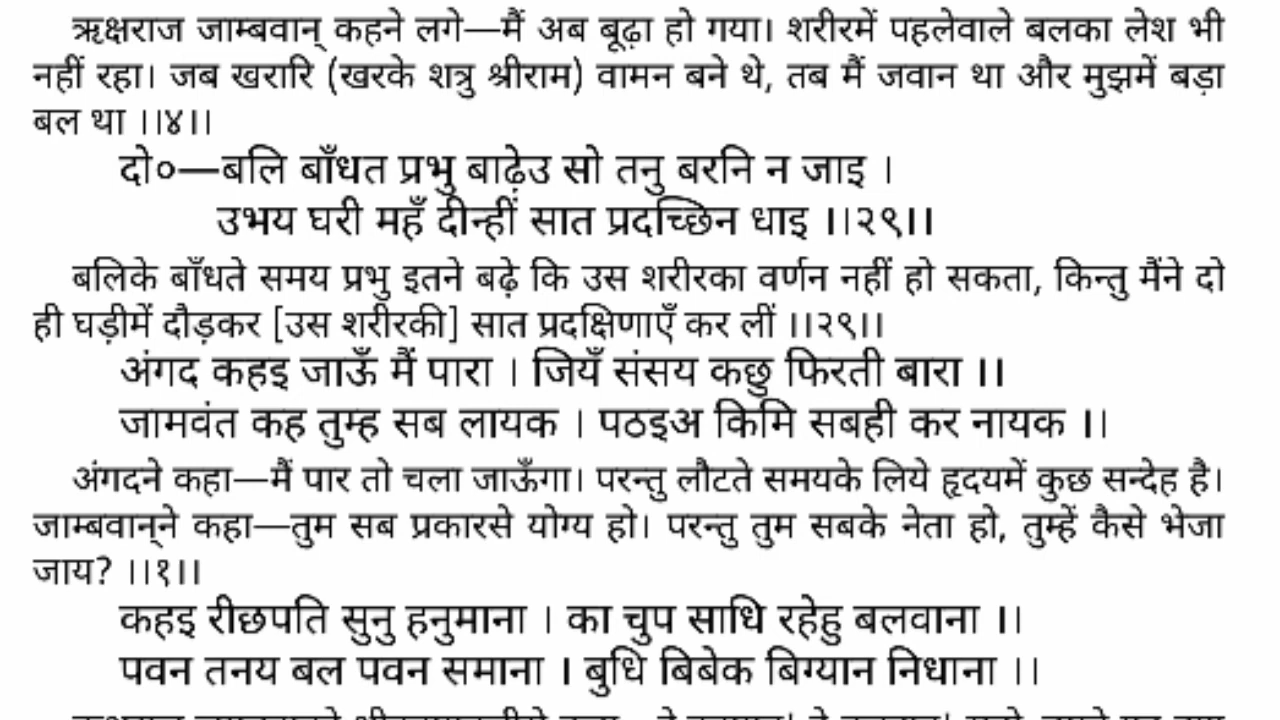 ऋक्षराज जाम्बवान् कहने लगे—मैं अब बूढ़ा हो गया। शरीरमें पहलेवाले बलका लेश भी
नहीं रहा। जब खरारि (खरके शत्रु श्रीराम) वामन बने थे, तब मैं जवान था और मुझमें बड़ा
बल था ।।४।।
दो०—बलि बाँधत प्रभु बाढ़ेउ सो तनु बरनि न जाइ ।
उभय घरी महँ दीन्हीं सात प्रदच्छिन धाइ ।।२९।।
बलिके बाँधते समय प्रभु इतने बढ़े कि उस शरीरका वर्णन नहीं हो सकता, किन्तु मैंने दो
ही घड़ीमें दौड़कर [उस शरीरकी] सात प्रदक्षिणाएँ कर लीं ।।२९।।
अंगद कहइ जाऊँ मैं पारा । जियँ संसय कछु फिरती बारा ।।
जामवंत कह तुम्ह सब लायक । पठइअ किमि सबही कर नायक ।।
अंगदने कहा—मैं पार तो चला जाऊँगा। परन्तु लौटते समयके लिये हृदयमें कुछ सन्देह है।
जाम्बवान्‌ने कहा—तुम सब प्रकारसे योग्य हो। परन्तु तुम सबके नेता हो, तुम्हें कैसे भेजा
जाय? ।।१।।
कहइ रीछपति सुनु हनुमाना । का चुप साधि रहेहु बलवाना ।।
पवन तनय बल पवन समाना । बुधि बिबेक बिग्यान निधाना ।।